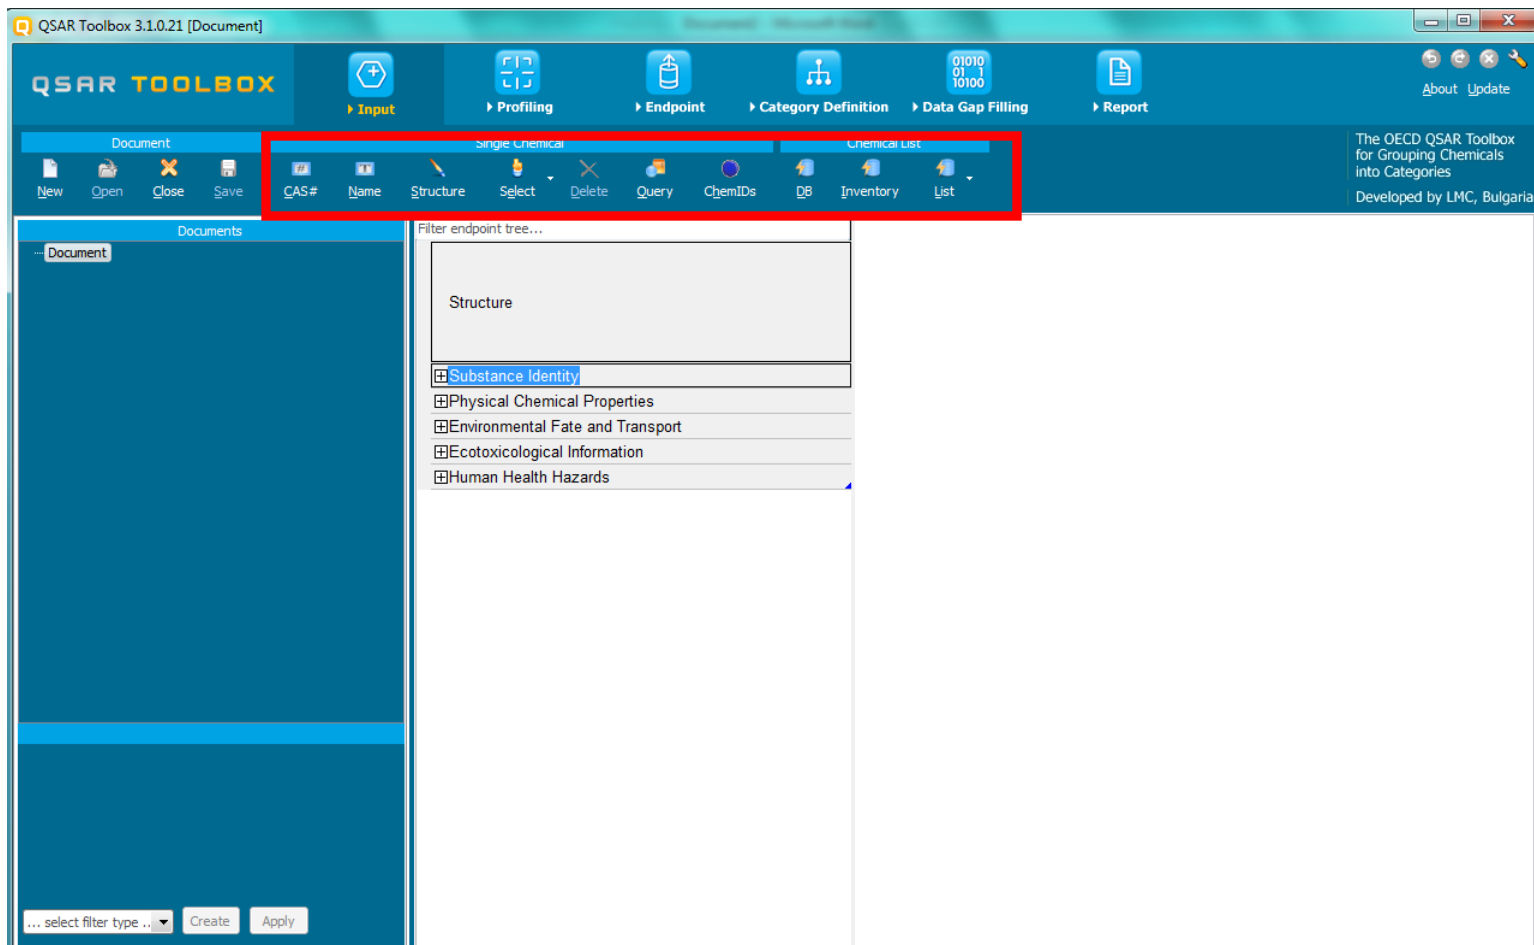 QSAR Toolbox 3.1.0.21 [Document]
QSAR TOOLBOX
Input
Profiling
Endpoint
Category Definition
01010
01 1
10100
Data Gap Filling
Report
About Update
Document
Single Chemical
Chemical List
New
Open
Close
Save
#
CAS#
T
Name
Structure
Select
Delete
Query
ChemIDs
DB
Inventory
List
The OECD QSAR Toolbox
for Grouping Chemicals
into Categories
Developed by LMC, Bulgaria
Documents
Document
Filter endpoint tree...
Structure
Substance Identity
Physical Chemical Properties
Environmental Fate and Transport
Ecotoxicological Information
Human Health Hazards
... select filter type ..
Create
Apply